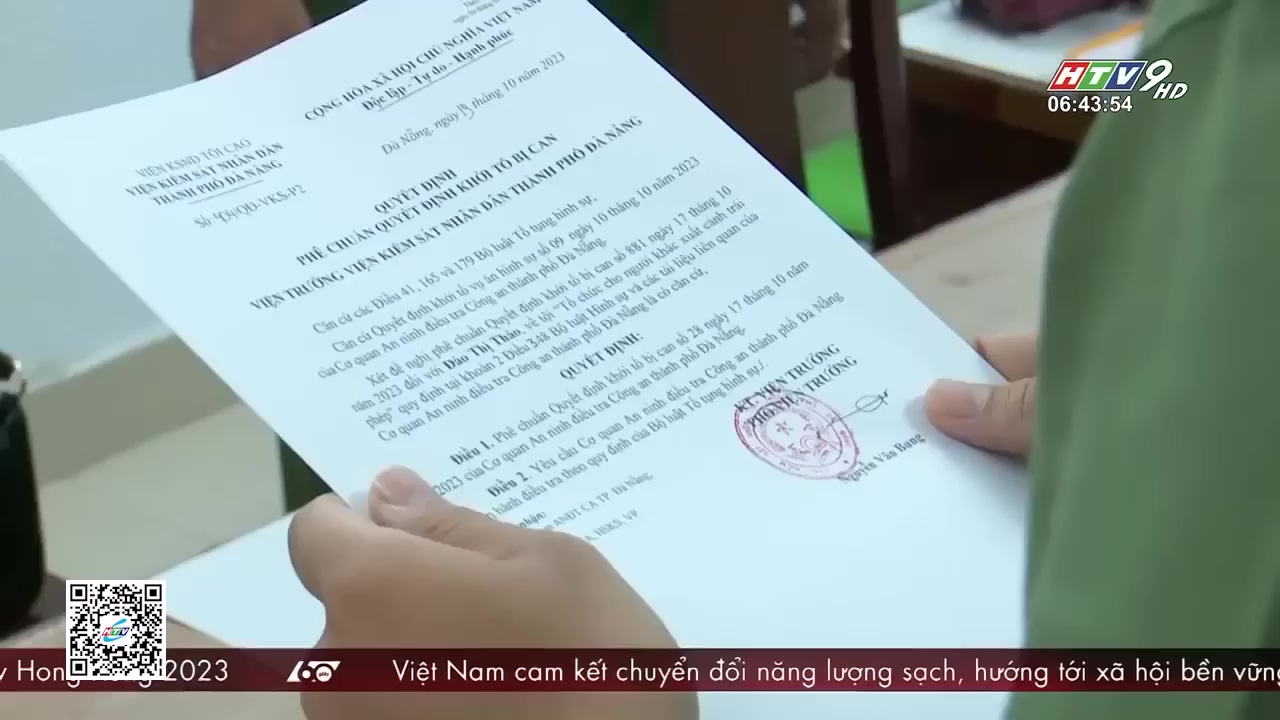 HTV9 HD
06:43:54
CỘNG HÒA XÃ HỘI CHỦ NGHĨA VIỆT NAM
Độc lập - Tự do - Hạnh phúc
Đà Nẵng, ngày tháng 10 năm 2023
VIỆN KSND TỐI CAO
VIỆN KIỂM SÁT NHÂN DÂN
THÀNH PHỐ ĐÀ NẴNG
Số: /QĐ-VKS-P2
QUYẾT ĐỊNH
PHÊ CHUẨN QUYẾT ĐỊNH KHỞI TỐ BỊ CAN
VIỆN TRƯỞNG VIỆN KIỂM SÁT NHÂN DÂN THÀNH PHỐ ĐÀ NẴNG
Căn cứ các Điều 41, 165 và 179 Bộ luật Tố tụng hình sự;
Căn cứ Quyết định khởi tố vụ án hình sự số 09 ngày 10 tháng 10 năm 2023
của Cơ quan An ninh điều tra Công an thành phố Đà Nẵng.
Xét đề nghị phê chuẩn Quyết định khởi tố bị can số 881 ngày 17 tháng 10
năm 2023 đối với Đào Thị Thảo, về tội "Tổ chức cho người khác xuất cảnh trái
phép" quy định tại khoản 2 Điều 348 Bộ luật Hình sự và các tài liệu liên quan của
Cơ quan An ninh điều tra Công an thành phố Đà Nẵng là có căn cứ,
QUYẾT ĐỊNH:
Điều 1. Phê chuẩn Quyết định khởi tố bị can số 28 ngày 17 tháng 10 năm
2023 của Cơ quan An ninh điều tra Công an thành phố Đà Nẵng.
Điều 2. Yêu cầu Cơ quan An ninh điều tra Công an thành phố Đà Nẵng
hành điều tra theo quy định của Bộ luật Tố tụng hình sự./.
nhận:
ANĐT CA TP Đà Nẵng,
HSKS, VP
KT. VIỆN TRƯỞNG
PHÓ VIỆN TRƯỞNG
Nguyễn Văn Bung
HTV
2023
60 giây
Việt Nam cam kết chuyển đổi năng lượng sạch, hướng tới xã hội bền vững